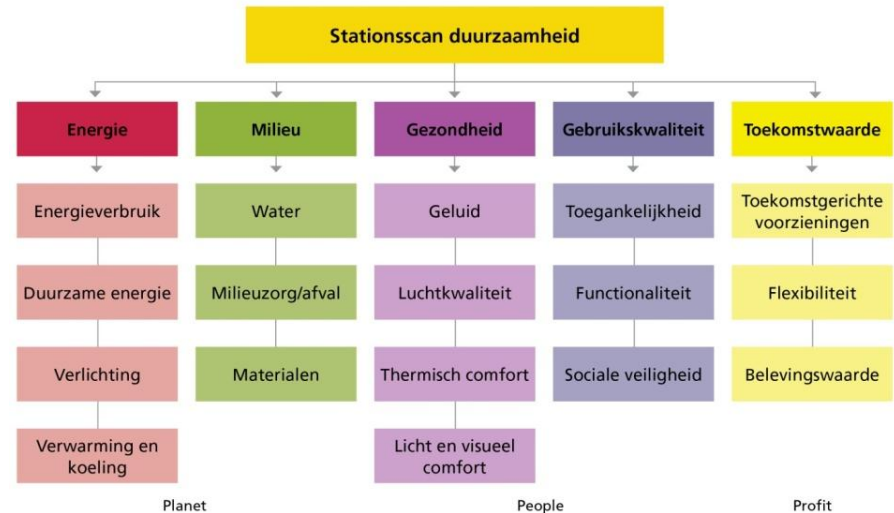 Stationsscan duurzaamheid
Energie
Milieu
Gezondheid
Gebruikskwaliteit
Toekomstwaarde
Energieverbruik
Water
Geluid
Toegankelijkheid
Toekomstgerichte
voorzieningen
Duurzame energie
Milieuzorg/afval
Luchtkwaliteit
Functionaliteit
Flexibiliteit
Verlichting
Materialen
Thermisch comfort
Sociale veiligheid
Belevingswaarde
Verwarming en
koeling
Licht en visueel
comfort
Planet
People
Profit